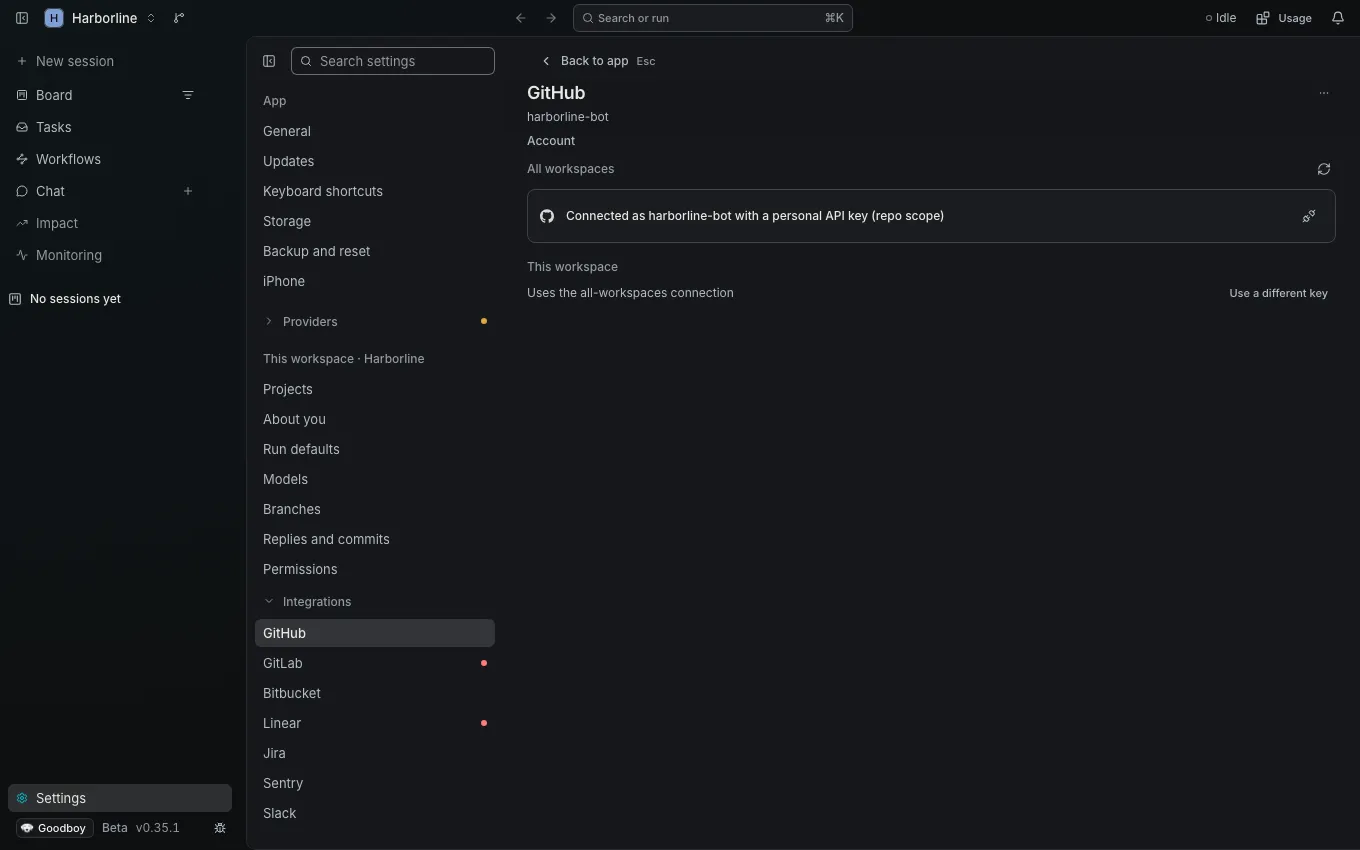 H Harborline
Search or run ⌘K
Idle
Usage
New session
Board
Tasks
Workflows
Chat
Impact
Monitoring
No sessions yet
Settings
Goodboy Beta v0.35.1
Search settings
App
General
Updates
Keyboard shortcuts
Storage
Backup and reset
iPhone
Providers
This workspace · Harborline
Projects
About you
Run defaults
Models
Branches
Replies and commits
Permissions
Integrations
GitHub
GitLab
Bitbucket
Linear
Jira
Sentry
Slack
Back to app Esc
GitHub
harborline-bot
Account
All workspaces
Connected as harborline-bot with a personal API key (repo scope)
This workspace
Uses the all-workspaces connection
Use a different key